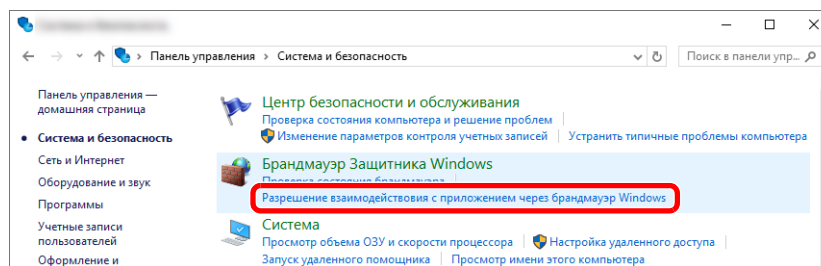 Панель управления › Система и безопасность
Поиск в панели упр...
Панель управления — домашняя страница
Система и безопасность
Сеть и Интернет
Оборудование и звук
Программы
Учетные записи пользователей
Оформление и
Центр безопасности и обслуживания
Проверка состояния компьютера и решение проблем
Изменение параметров контроля учетных записей
Устранить типичные проблемы компьютера
Брандмауэр Защитника Windows
Проверка состояния брандмауэра
Разрешение взаимодействия с приложением через брандмауэр Windows
Система
Просмотр объема ОЗУ и скорости процессора
Настройка удаленного доступа
Запуск удаленного помощника
Просмотр имени этого компьютера